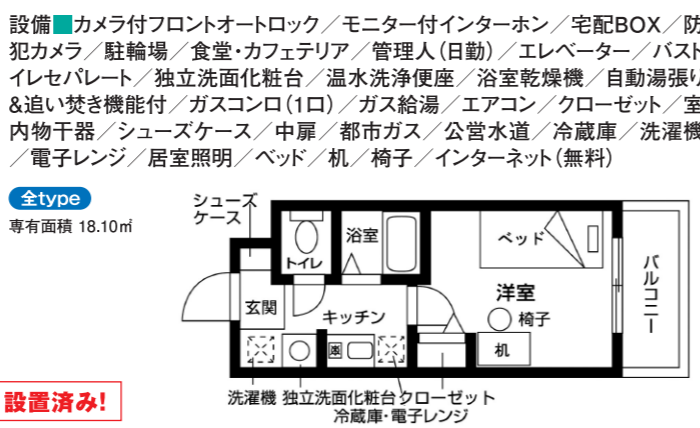 設備■カメラ付フロントオートロック／モニター付インターホン／宅配BOX／防
犯カメラ／駐輪場／食堂・カフェテリア／管理人（日勤）／エレベーター／バスト
イレセパレート／独立洗面化粧台／温水洗浄便座／浴室乾燥機／自動湯張り
&追い焚き機能付／ガスコンロ（1口）／ガス給湯／エアコン／クローゼット／室
内物干器／シューズケース／中扉／都市ガス／公営水道／冷蔵庫／洗濯機
／電子レンジ／居室照明／ベッド／机／椅子／インターネット（無料）
全type
専有面積 18.10㎡
シューズ
ケース
トイレ
浴室
ベッド
バルコニー
玄関
キッチン
洋室
椅子
机
洗濯機 独立洗面化粧台 クローゼット
冷蔵庫・電子レンジ
設置済み!